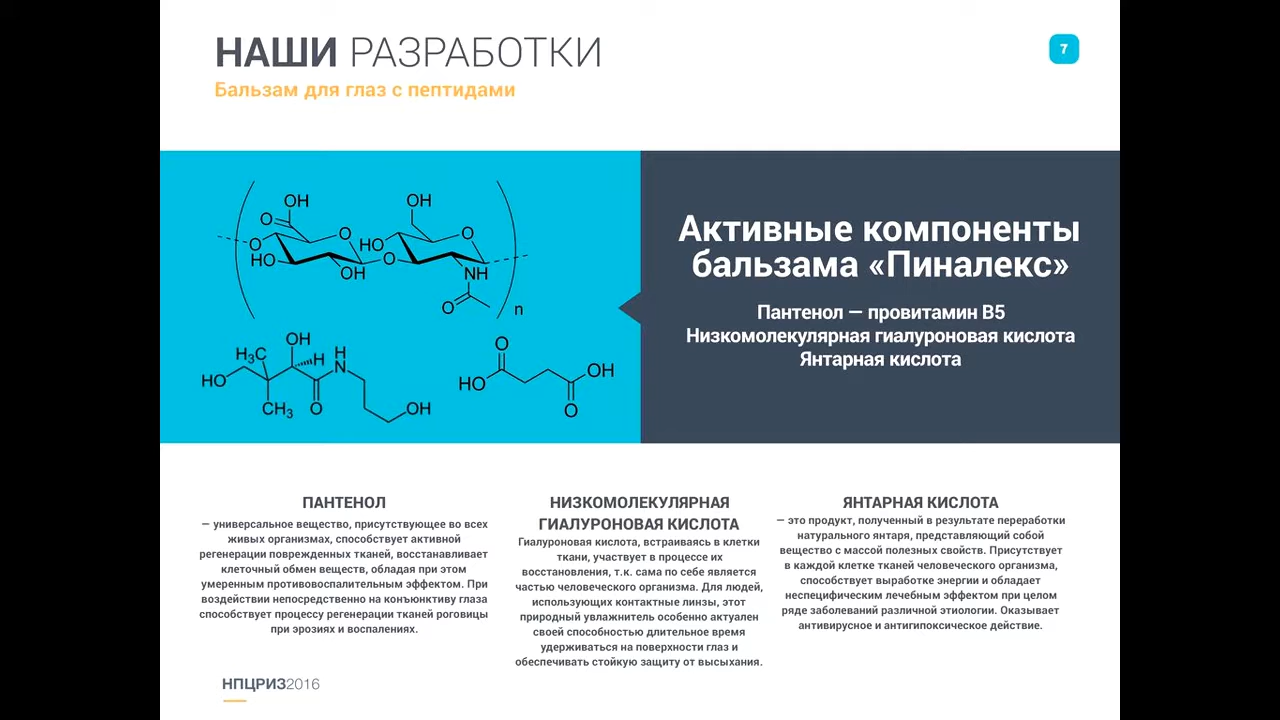 НАШИ РАЗРАБОТКИ
7
Бальзам для глаз с пептидами
OH
O
O
O
HO
OH
OH
O
HO
O
NH
O
n
Активные компоненты
бальзама «Пиналекс»
Пантенол — провитамин B5
Низкомолекулярная гиалуроновая кислота
Янтарная кислота
OH
H₃C
H
H
N
HO
CH₃
O
OH
O
HO
OH
O
ПАНТЕНОЛ
— универсальное вещество, присутствующее во всех
живых организмах, способствует активной
регенерации поврежденных тканей, восстанавливает
клеточный обмен веществ, обладая при этом
умеренным противовоспалительным эффектом. При
воздействии непосредственно на конъюнктиву глаза
способствует процессу регенерации тканей роговицы
при эрозиях и воспалениях.
НИЗКОМОЛЕКУЛЯРНАЯ
ГИАЛУРОНОВАЯ КИСЛОТА
Гиалуроновая кислота, встраиваясь в клетки
ткани, участвует в процессе их
восстановления, т.к. сама по себе является
частью человеческого организма. Для людей,
использующих контактные линзы, этот
природный увлажнитель особенно актуален
своей способностью длительное время
удерживаться на поверхности глаз и
обеспечивать стойкую защиту от высыхания.
ЯНТАРНАЯ КИСЛОТА
— это продукт, полученный в результате переработки
натурального янтаря, представляющий собой
вещество с массой полезных свойств. Присутствует
в каждой клетке тканей человеческого организма,
способствует выработке энергии и обладает
неспецифическим лечебным эффектом при целом
ряде заболеваний различной этиологии. Оказывает
антивирусное и антигипоксическое действие.
НПЦРИЗ2016